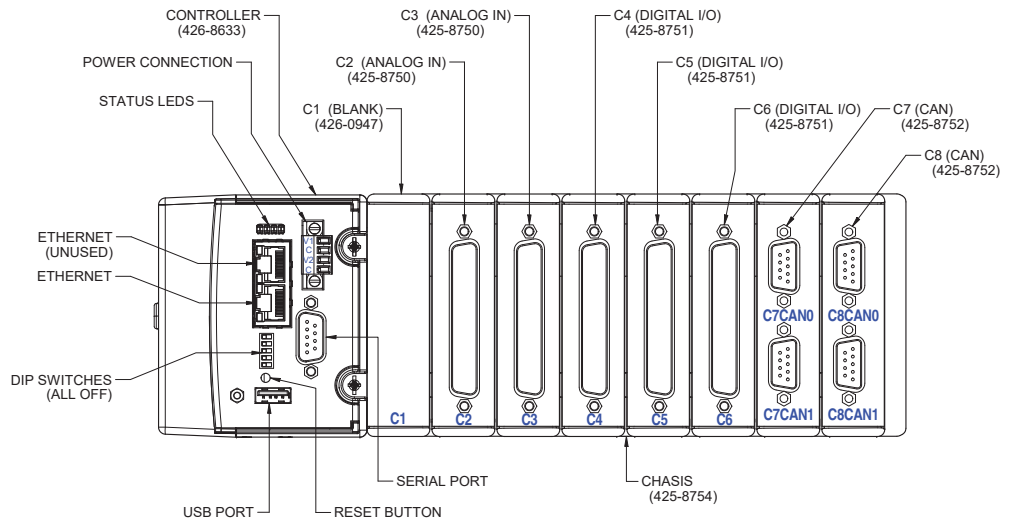 CONTROLLER
(426-8633)
C3 (ANALOG IN)
(425-8750)
C4 (DIGITAL I/O)
(425-8751)
POWER CONNECTION
C2 (ANALOG IN)
(425-8750)
C5 (DIGITAL I/O)
(425-8751)
STATUS LEDS
C1 (BLANK)
(426-0947)
C6 (DIGITAL I/O)
(425-8751)
C7 (CAN)
(425-8752)
C8 (CAN)
(425-8752)
ETHERNET
(UNUSED)
ETHERNET
V1
C
V2
C
C7CAN0
C8CAN0
DIP SWITCHES
(ALL OFF)
C1
C2
C3
C4
C5
C6
C7CAN1
C8CAN1
SERIAL PORT
CHASIS
(425-8754)
USB PORT
RESET BUTTON